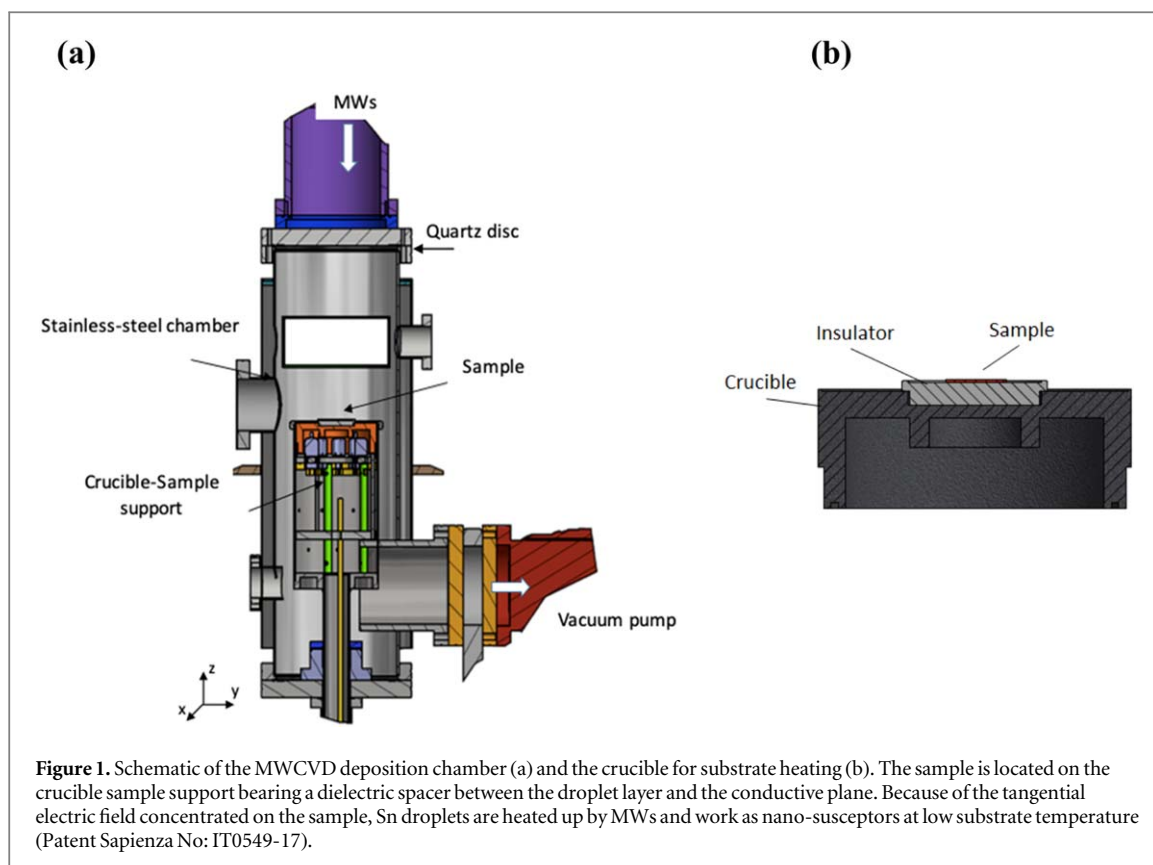 (a)
(b)
MWs
Quartz disc
Stainless-steel chamber
Sample
Crucible-Sample
support
Vacuum pump
z
y
x
Insulator
Sample
Crucible
Figure 1. Schematic of the MWCVD deposition chamber (a) and the crucible for substrate heating (b). The sample is located on the
crucible sample support bearing a dielectric spacer between the droplet layer and the conductive plane. Because of the tangential
electric field concentrated on the sample, Sn droplets are heated up by MWs and work as nano-susceptors at low substrate temperature
(Patent Sapienza No: IT0549-17).